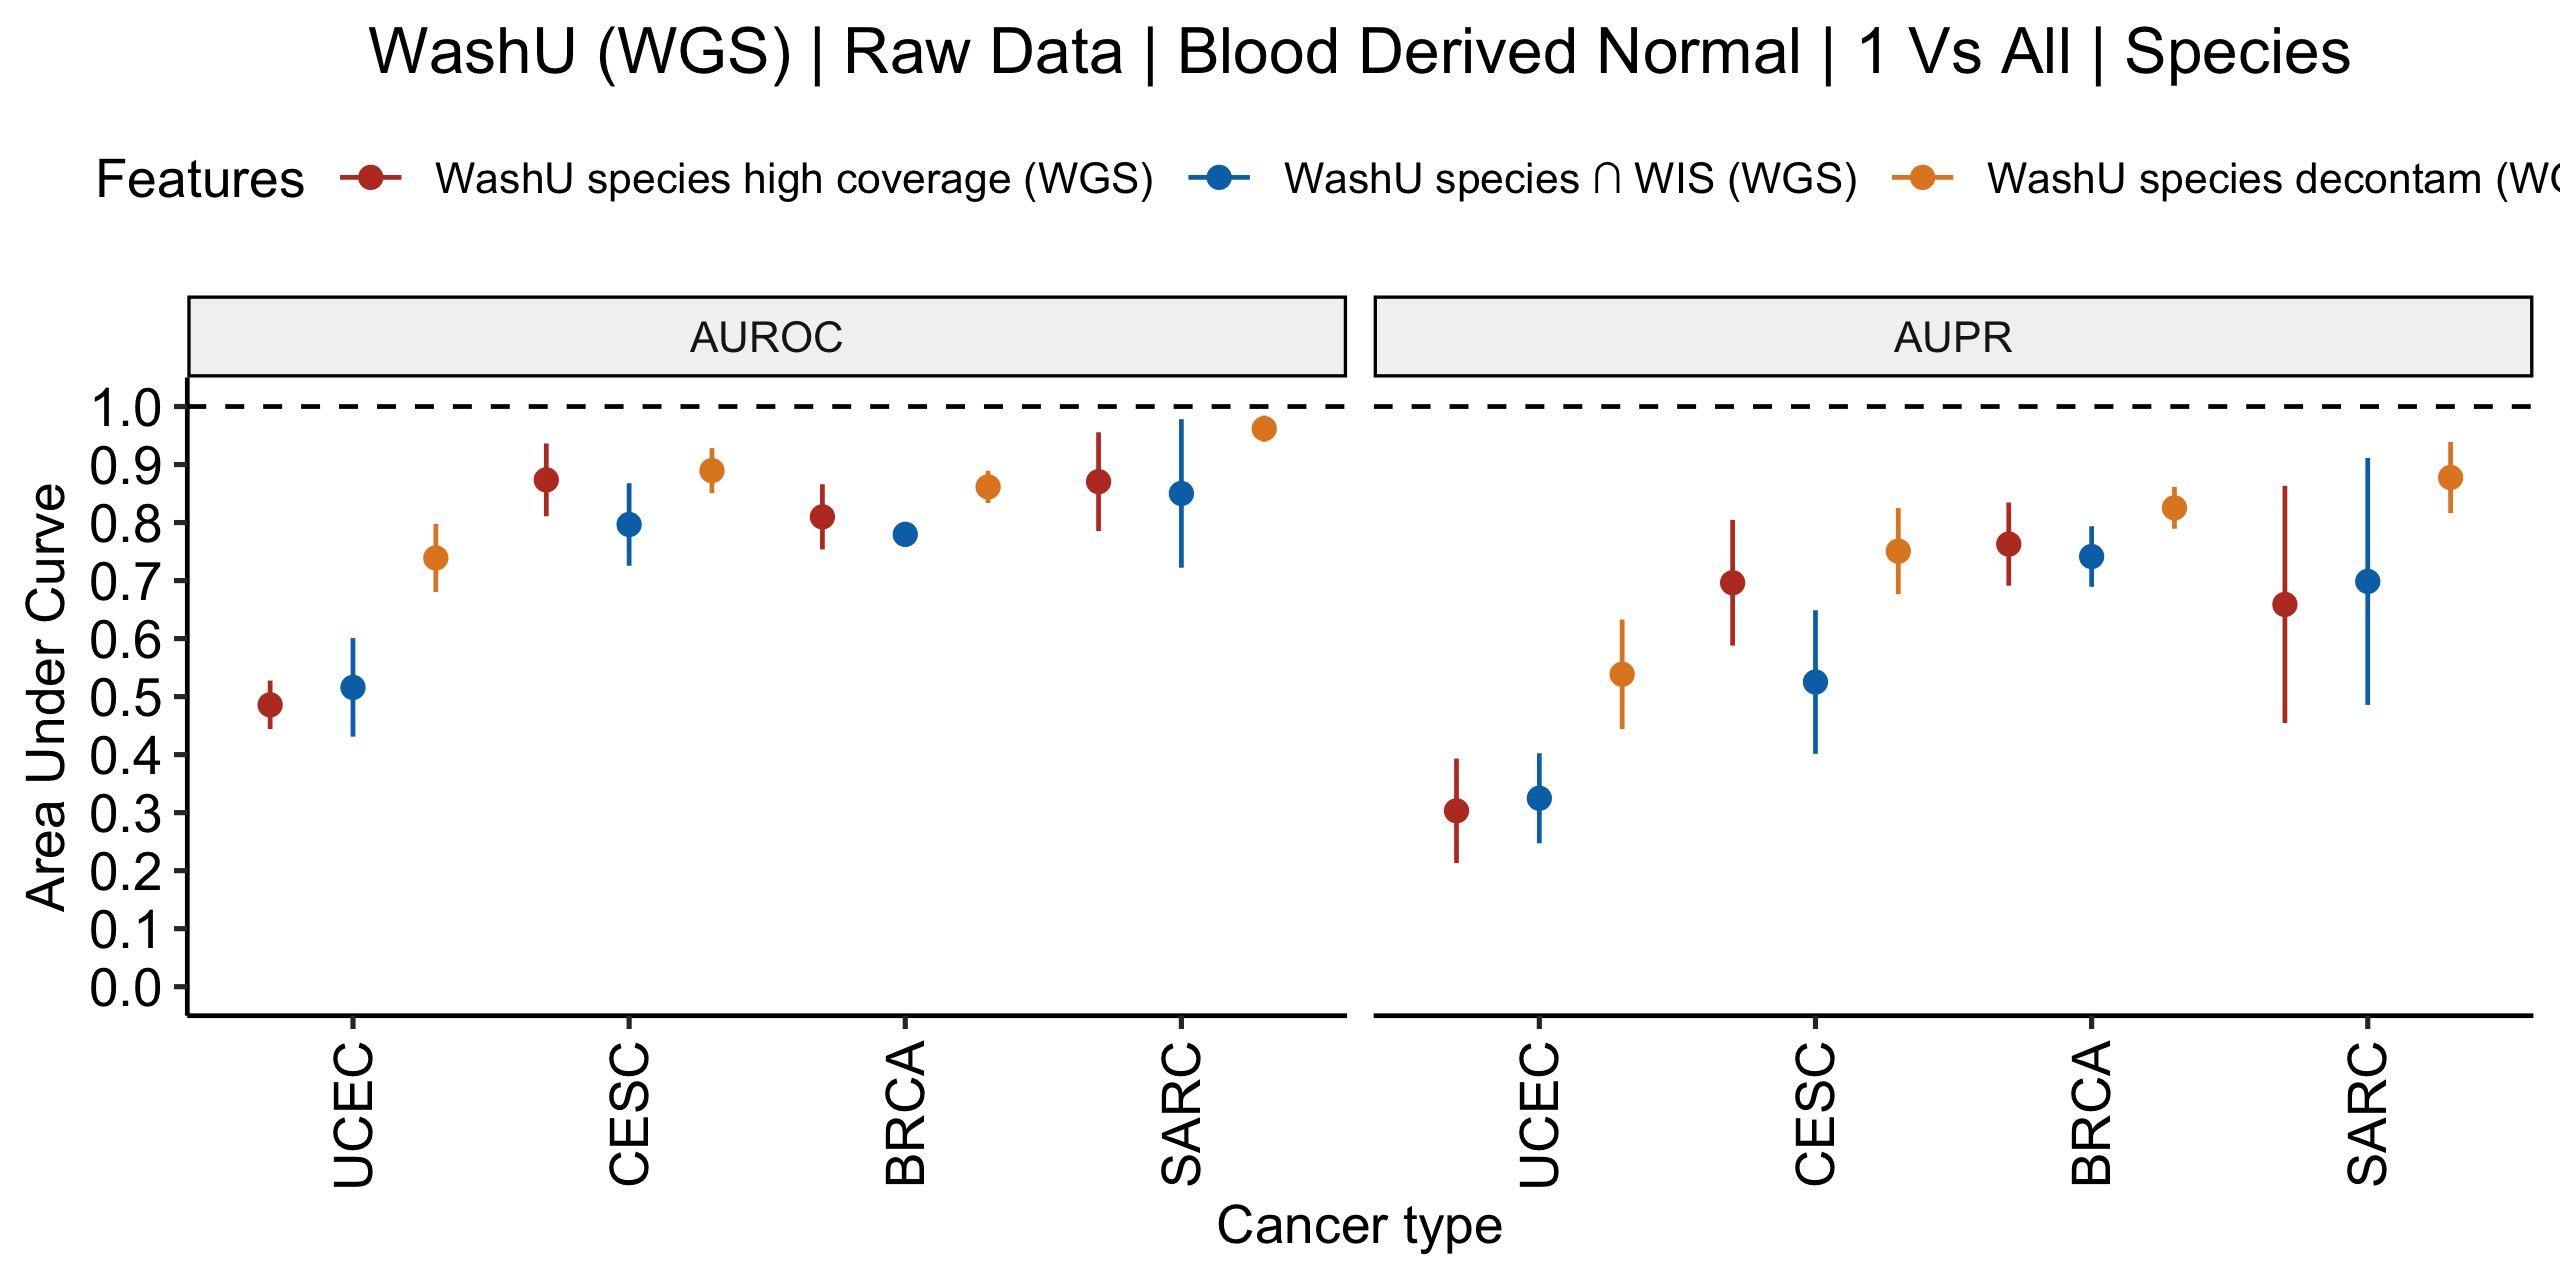 WashU (WGS) | Raw Data | Blood Derived Normal | 1 Vs All | Species
Features WashU species high coverage (WGS) WashU species ∩ WIS (WGS) WashU species decontam
AUROC AUPR
Area Under Curve
1.0
0.9
0.8
0.7
0.6
0.5
0.4
0.3
0.2
0.1
0.0
UCEC CESC BRCA SARC UCEC CESC BRCA SARC
Cancer type